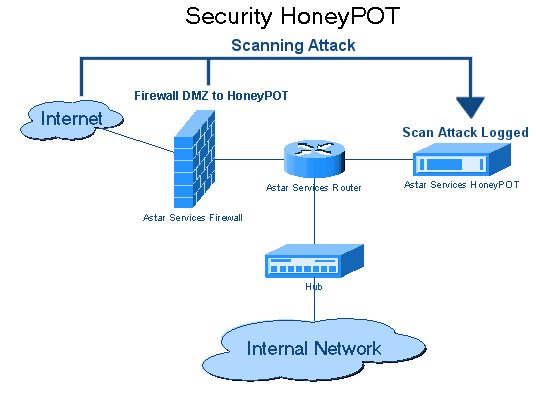 Security HoneyPOT
Scanning Attack
Firewall DMZ to HoneyPOT
Internet
Scan Attack Logged
Astar Services Router
Astar Services HoneyPOT
Astar Services Firewall
Hub
Internal Network